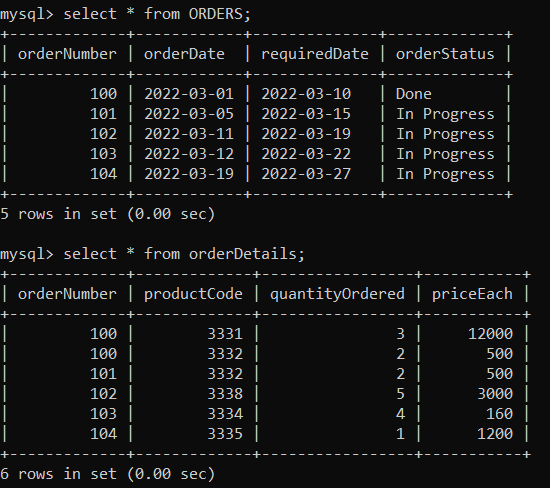 mysql> select * from ORDERS;
+-------------+------------+--------------+-------------+
| orderNumber | orderDate  | requiredDate | orderStatus |
+-------------+------------+--------------+-------------+
|         100 | 2022-03-01 | 2022-03-10   | Done        |
|         101 | 2022-03-05 | 2022-03-15   | In Progress |
|         102 | 2022-03-11 | 2022-03-19   | In Progress |
|         103 | 2022-03-12 | 2022-03-22   | In Progress |
|         104 | 2022-03-19 | 2022-03-27   | In Progress |
+-------------+------------+--------------+-------------+
5 rows in set (0.00 sec)
mysql> select * from orderDetails;
+-------------+-------------+-----------------+-----------+
| orderNumber | productCode | quantityOrdered | priceEach |
+-------------+-------------+-----------------+-----------+
|         100 |        3331 |               3 |     12000 |
|         100 |        3332 |               2 |       500 |
|         101 |        3332 |               2 |       500 |
|         102 |        3338 |               5 |      3000 |
|         103 |        3334 |               4 |       160 |
|         104 |        3335 |               1 |      1200 |
+-------------+-------------+-----------------+-----------+
6 rows in set (0.00 sec)